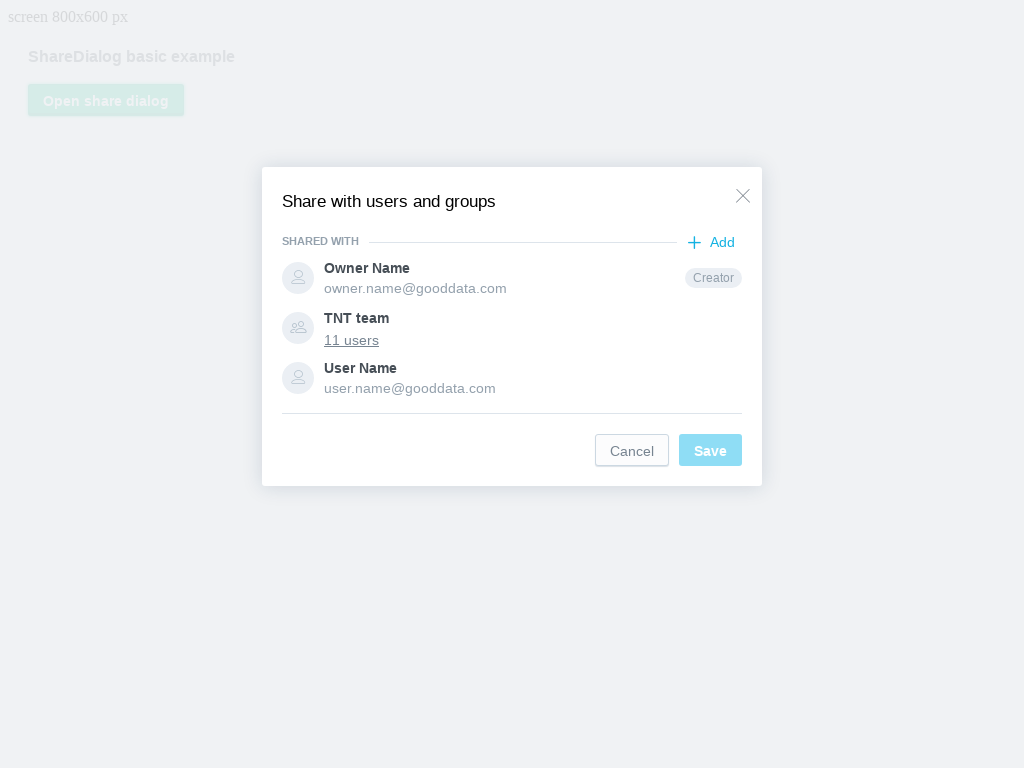 screen 800x600 px
ShareDialog basic example
Open share dialog
Share with users and groups
SHARED WITH
Add
Owner Name
owner.name@gooddata.com
Creator
TNT team
11 users
User Name
user.name@gooddata.com
Cancel
Save